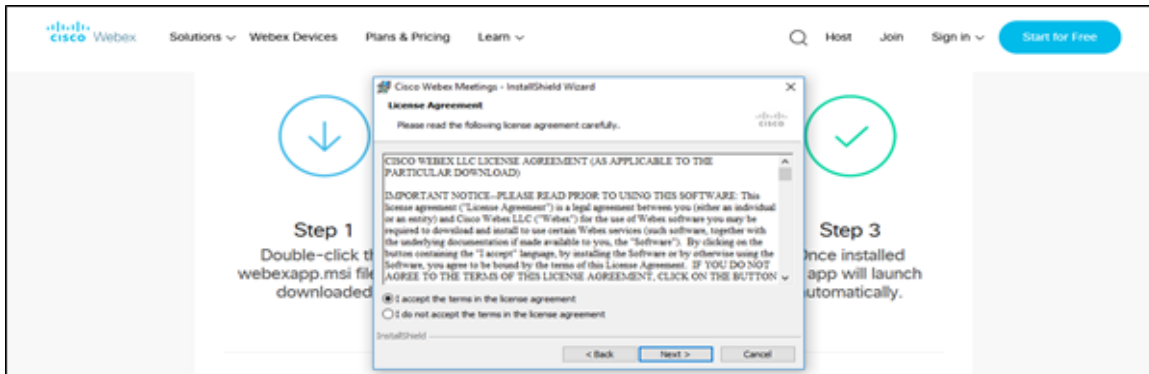 cisco Webex Solutions Webex Devices Plans & Pricing Learn Host Join Sign in Start for Free
Cisco Webex Meetings - InstallShield Wizard
License Agreement
Please read the following license agreement carefully.
cisco
CISCO WEBEX LLC LICENSE AGREEMENT (AS APPLICABLE TO THE
PARTICULAR DOWNLOAD)
IMPORTANT NOTICE--PLEASE READ PRIOR TO USING THIS SOFTWARE: This
license agreement ("License Agreement") is a legal agreement between you (either an individual
or an entity) and Cisco Webex LLC ("Webex") for the use of Webex software you may be
required to download and install to use certain Webex services (such software, together with
the underlying documentation if made available to you, the "Software"). By clicking on the
button containing the "I accept" language, by installing the Software or by otherwise using the
Software, you agree to be bound by the terms of this License Agreement. IF YOU DO NOT
AGREE TO THE TERMS OF THIS LICENSE AGREEMENT, CLICK ON THE BUTTON
I accept the terms in the license agreement
I do not accept the terms in the license agreement
InstallShield
< Back Next > Cancel
Step 1
Double-click
webexapp.msi file
downloaded
Step 3
Once installed
app will launch
automatically.